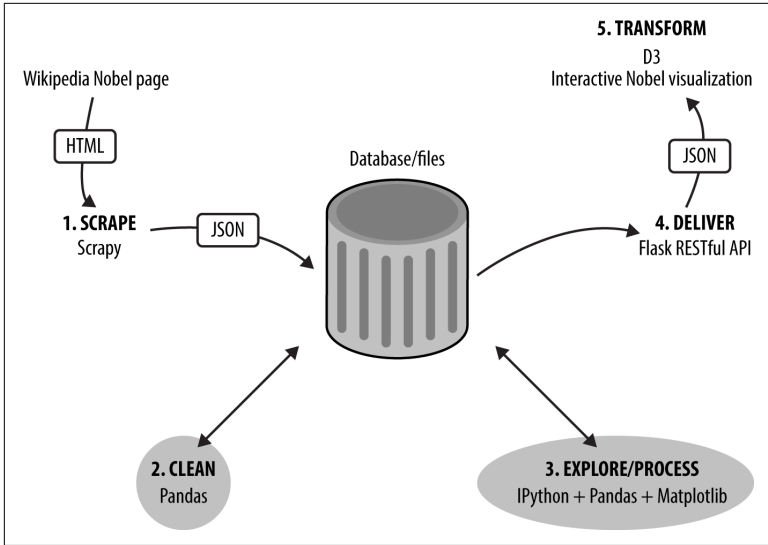 Wikipedia Nobel page
HTML
1. SCRAPE
Scrapy
JSON
Database/files
5. TRANSFORM
D3
Interactive Nobel visualization
JSON
4. DELIVER
Flask RESTful API
2. CLEAN
Pandas
3. EXPLORE/PROCESS
IPython + Pandas + Matplotlib